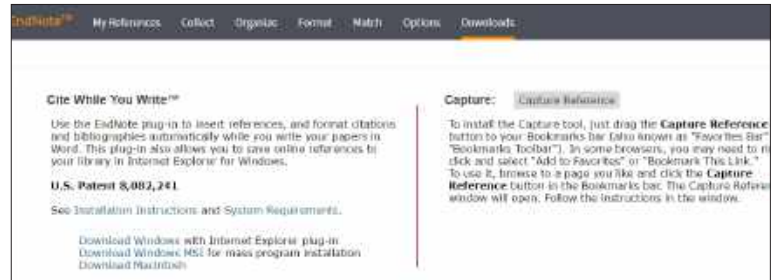 EndNote™ My References Collect Organize Format Match Options Downloads
Cite While You Write™
Use the EndNote plug-in to insert references, and format citations
and bibliographies automatically while you write your papers in
Word. This plug-in also allows you to save online references to
your library in Internet Explorer for Windows.
U.S. Patent 8,082,241
See Installation Instructions and System Requirements.
Download Windows with Internet Explorer plug-in
Download Windows MSI for mass program installation
Download Macintosh
Capture: Capture Reference
To install the Capture tool, just drag the Capture Reference
button to your Bookmarks bar (also known as "Favorites Bar"
"Bookmarks Toolbar"). In some browsers, you may need to
click and select "Add to Favorites" or "Bookmark This Link."
To use it, browse to a page you like and click the Capture
Reference button in the Bookmarks bar. The Capture
window will open. Follow the instructions in the window.